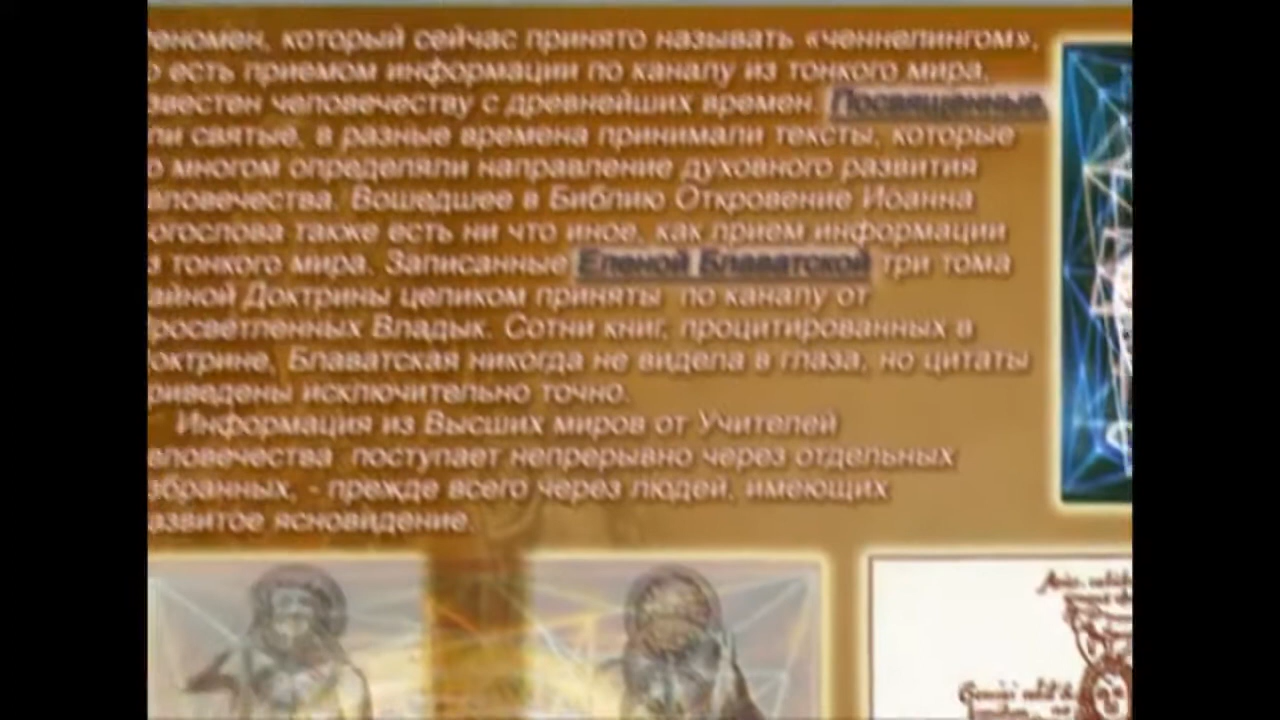 еномен, который сейчас принято называть «ченнелингом»,
о есть приемом информации по каналу из тонкого мира,
звестен человечеству с древнейших времен. Посвященные
ли святые, в разные времена принимали тексты, которые
о многом определяли направление духовного развития
еловечества. Вошедшее в Библию Откровение Иоанна
огослова также есть ни что иное, как прием информации
з тонкого мира. Записанные Еленой Блаватской три тома
айной Доктрины целиком приняты по каналу от
росветленных Владык. Сотни книг, процитированных в
октрине, Блаватская никогда не видела в глаза, но цитаты
риведены исключительно точно.
Информация из Высших миров от Учителей
еловечества поступает непрерывно через отдельных
збранных, - прежде всего через людей, имеющих
азвитое ясновидение.